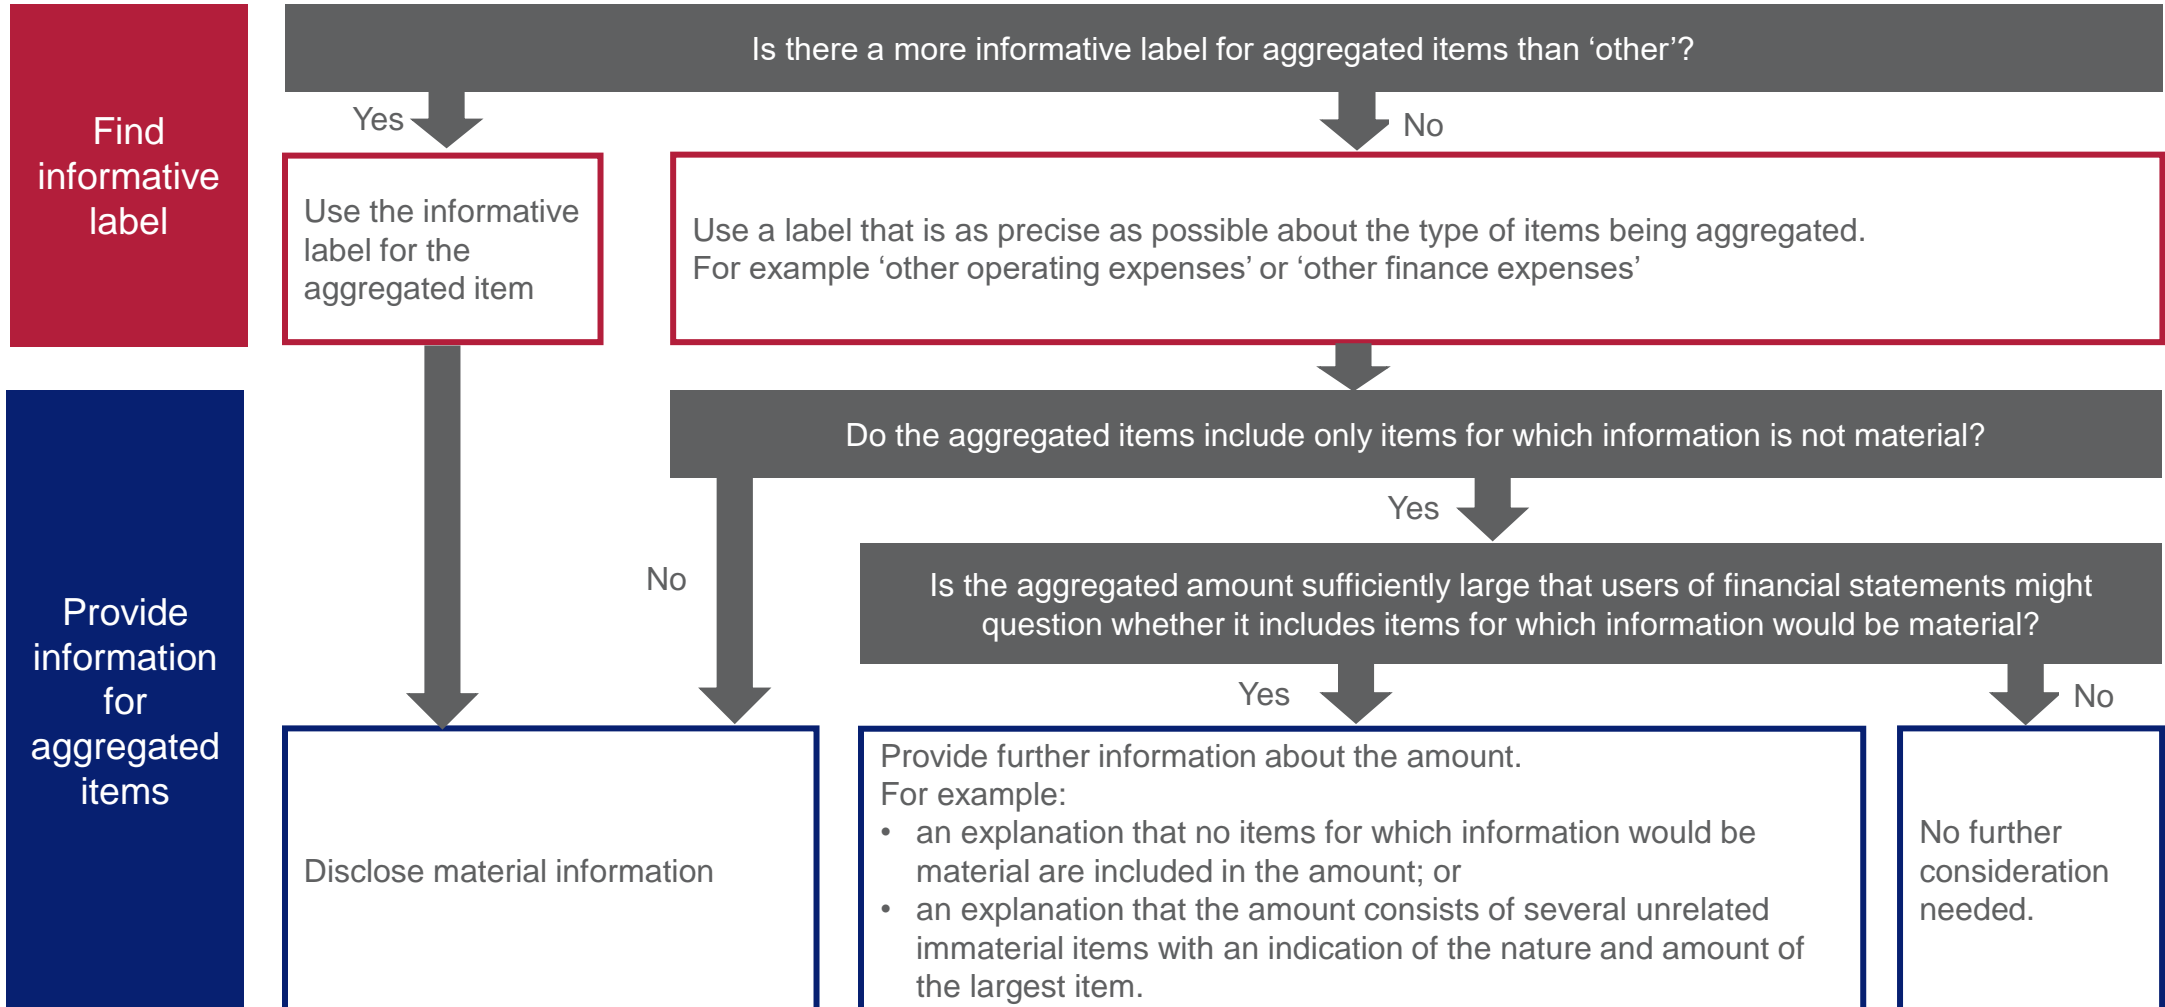 Find
informative
label
Is there a more informative label for aggregated items than ‘other’?
Yes
No
Use the informative
label for the
aggregated item
Use a label that is as precise as possible about the type of items being aggregated.
For example ‘other operating expenses’ or ‘other finance expenses’
Provide
information
for
aggregated
items
Do the aggregated items include only items for which information is not material?
No
Yes
Is the aggregated amount sufficiently large that users of financial statements might
question whether it includes items for which information would be material?
Yes
No
Disclose material information
Provide further information about the amount.
For example:
• an explanation that no items for which information would be
material are included in the amount; or
• an explanation that the amount consists of several unrelated
immaterial items with an indication of the nature and amount of
the largest item.
No further
consideration
needed.